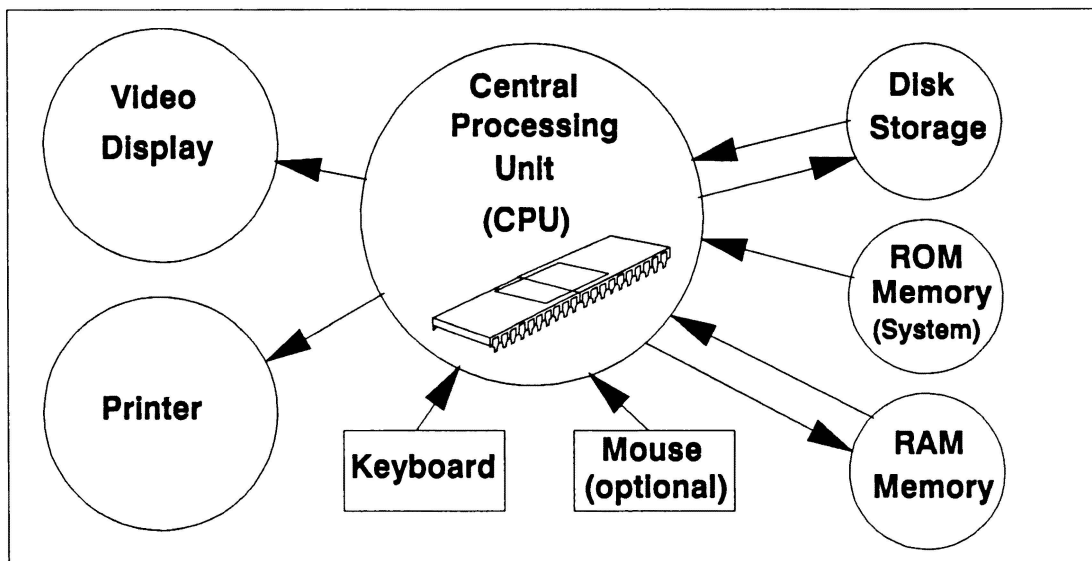 Video
Display
Central
Processing
Unit
(CPU)
Disk
Storage
ROM
Memory
(System)
Printer
Keyboard
Mouse
(optional)
RAM
Memory